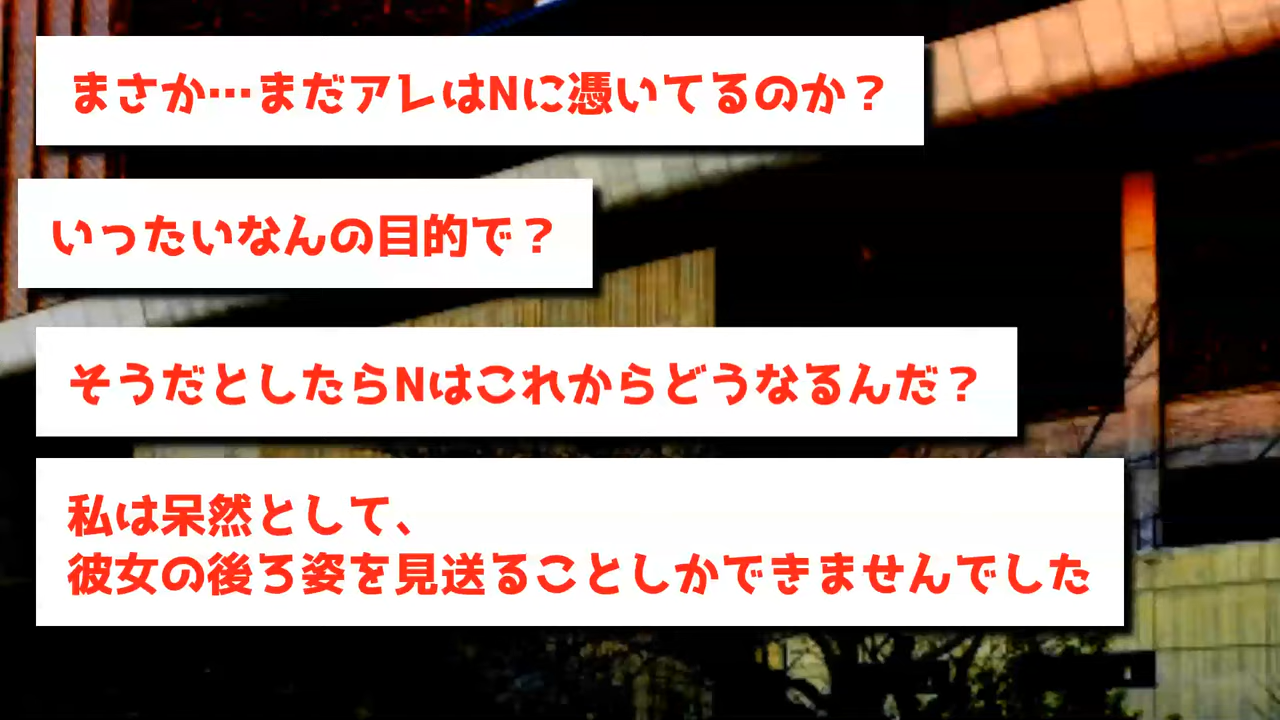 まさか…まだアレはNに憑いてるのか？
いったいなんの目的で？
そうだとしたらNはこれからどうなるんだ？
私は呆然として、
彼女の後ろ姿を見送ることしかできませんでした